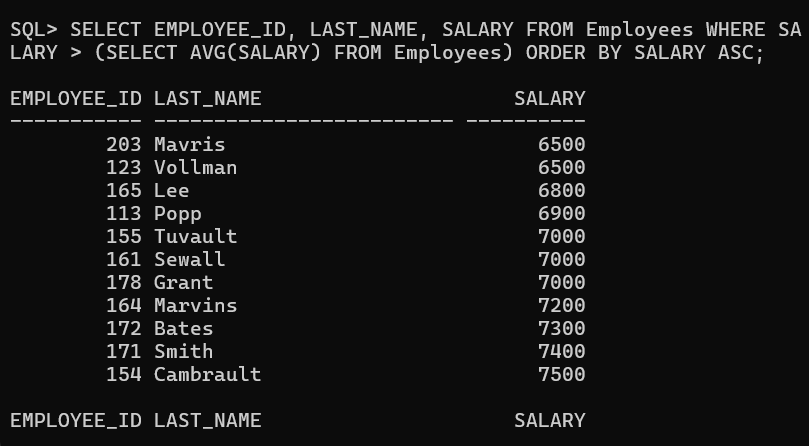 SQL> SELECT EMPLOYEE_ID, LAST_NAME, SALARY FROM Employees WHERE SA
LARY > (SELECT AVG(SALARY) FROM Employees) ORDER BY SALARY ASC;
EMPLOYEE_ID LAST_NAME                     SALARY
----------- ------------------------- ----------
        203 Mavris                          6500
        123 Vollman                         6500
        165 Lee                             6800
        113 Popp                            6900
        155 Tuvault                         7000
        161 Sewall                          7000
        178 Grant                           7000
        164 Marvins                         7200
        172 Bates                           7300
        171 Smith                           7400
        154 Cambrault                       7500
EMPLOYEE_ID LAST_NAME                     SALARY